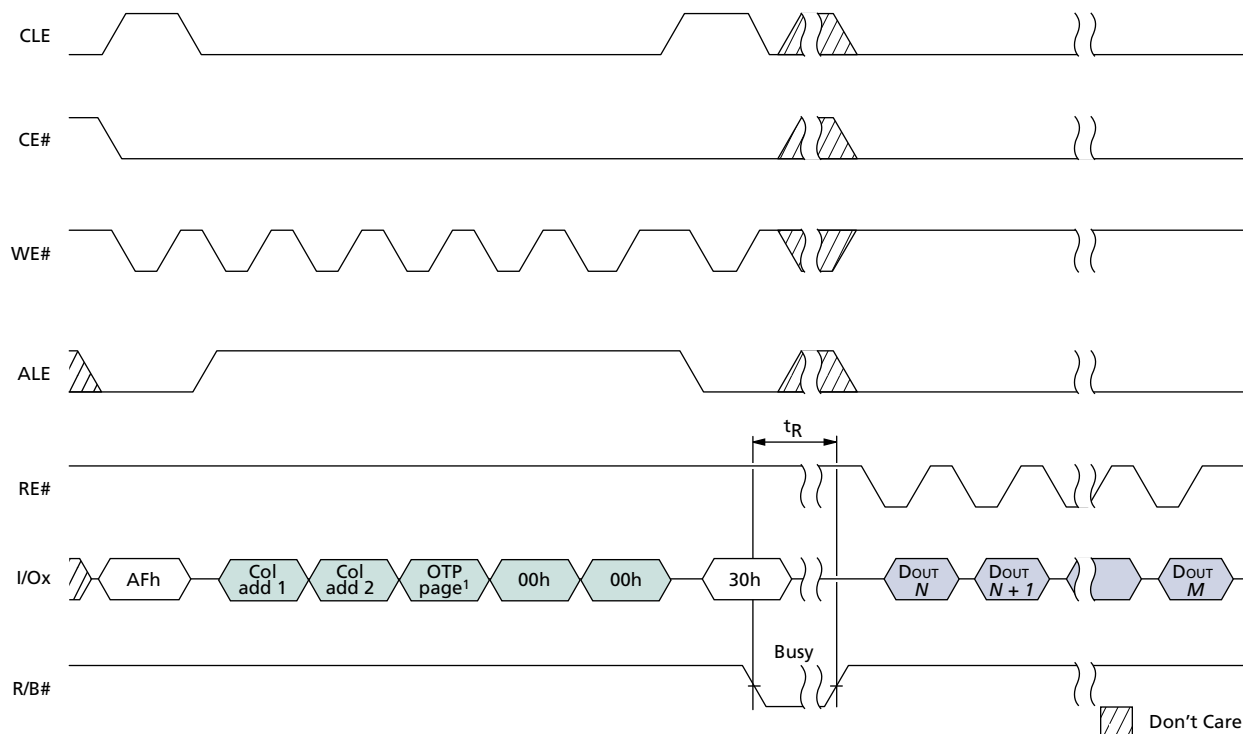 CLE
CE#
WE#
ALE
tR
RE#
I/Ox
AFh
Col
add 1
Col
add 2
OTP
page1
00h
00h
30h
DOUT
N
DOUT
N + 1
DOUT
M
Busy
R/B#
Don't Care